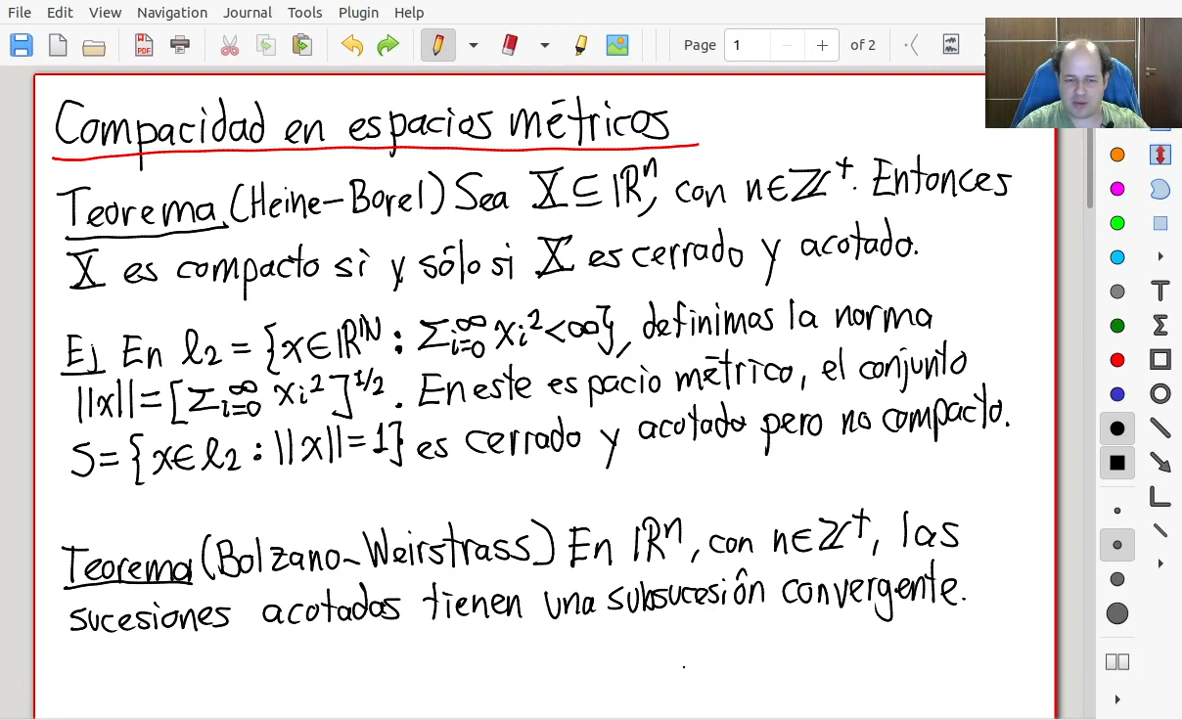 File Edit View Navigation Journal Tools Plugin Help
Page 1 of 2
Compacidad en espacios métricos
Teorema (Heine-Borel) Sea X ⊆ ℝⁿ, con n∈ℤ⁺. Entonces
X es compacto si y sólo si X es cerrado y acotado.
Ej En ℓ₂ = {x∈ℝ^ℕ : Σ_{i=0}^∞ xᵢ² < ∞}, definimos la norma
||x|| = [Σ_{i=0}^∞ xᵢ²]^{1/2}. En este espacio métrico, el conjunto
S = {x∈ℓ₂ : ||x|| = 1} es cerrado y acotado pero no compacto.
Teorema (Bolzano-Weirstrass) En ℝⁿ, con n∈ℤ⁺, las
sucesiones acotadas tienen una subsucesión convergente.